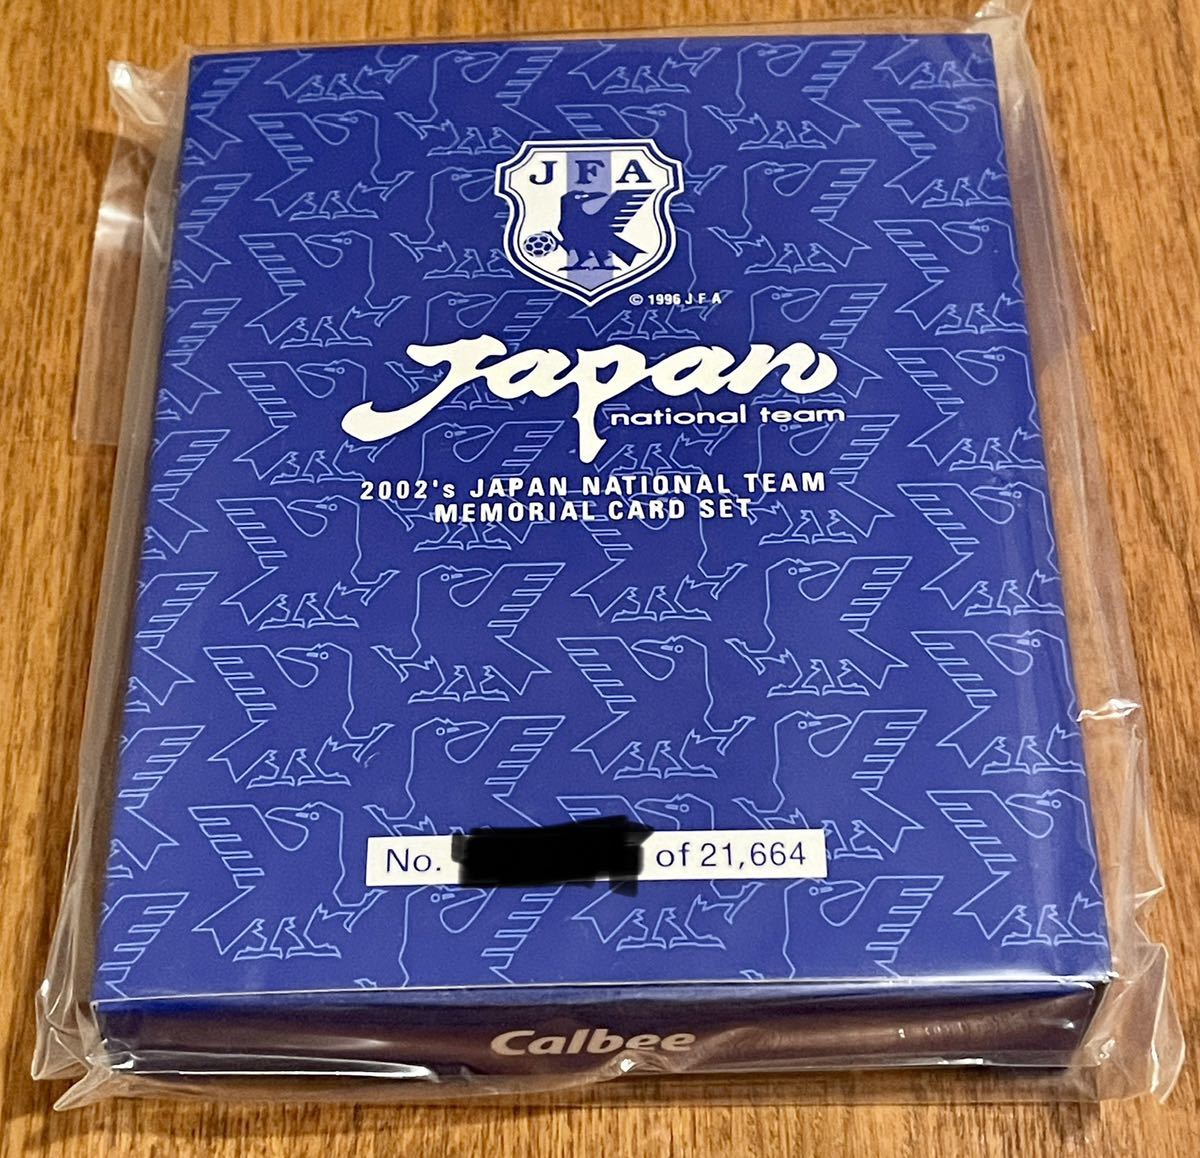 JFA
© 1996 J F A
Japan
national team
2002's JAPAN NATIONAL TEAM
MEMORIAL CARD SET
No. of 21,664
Calbee